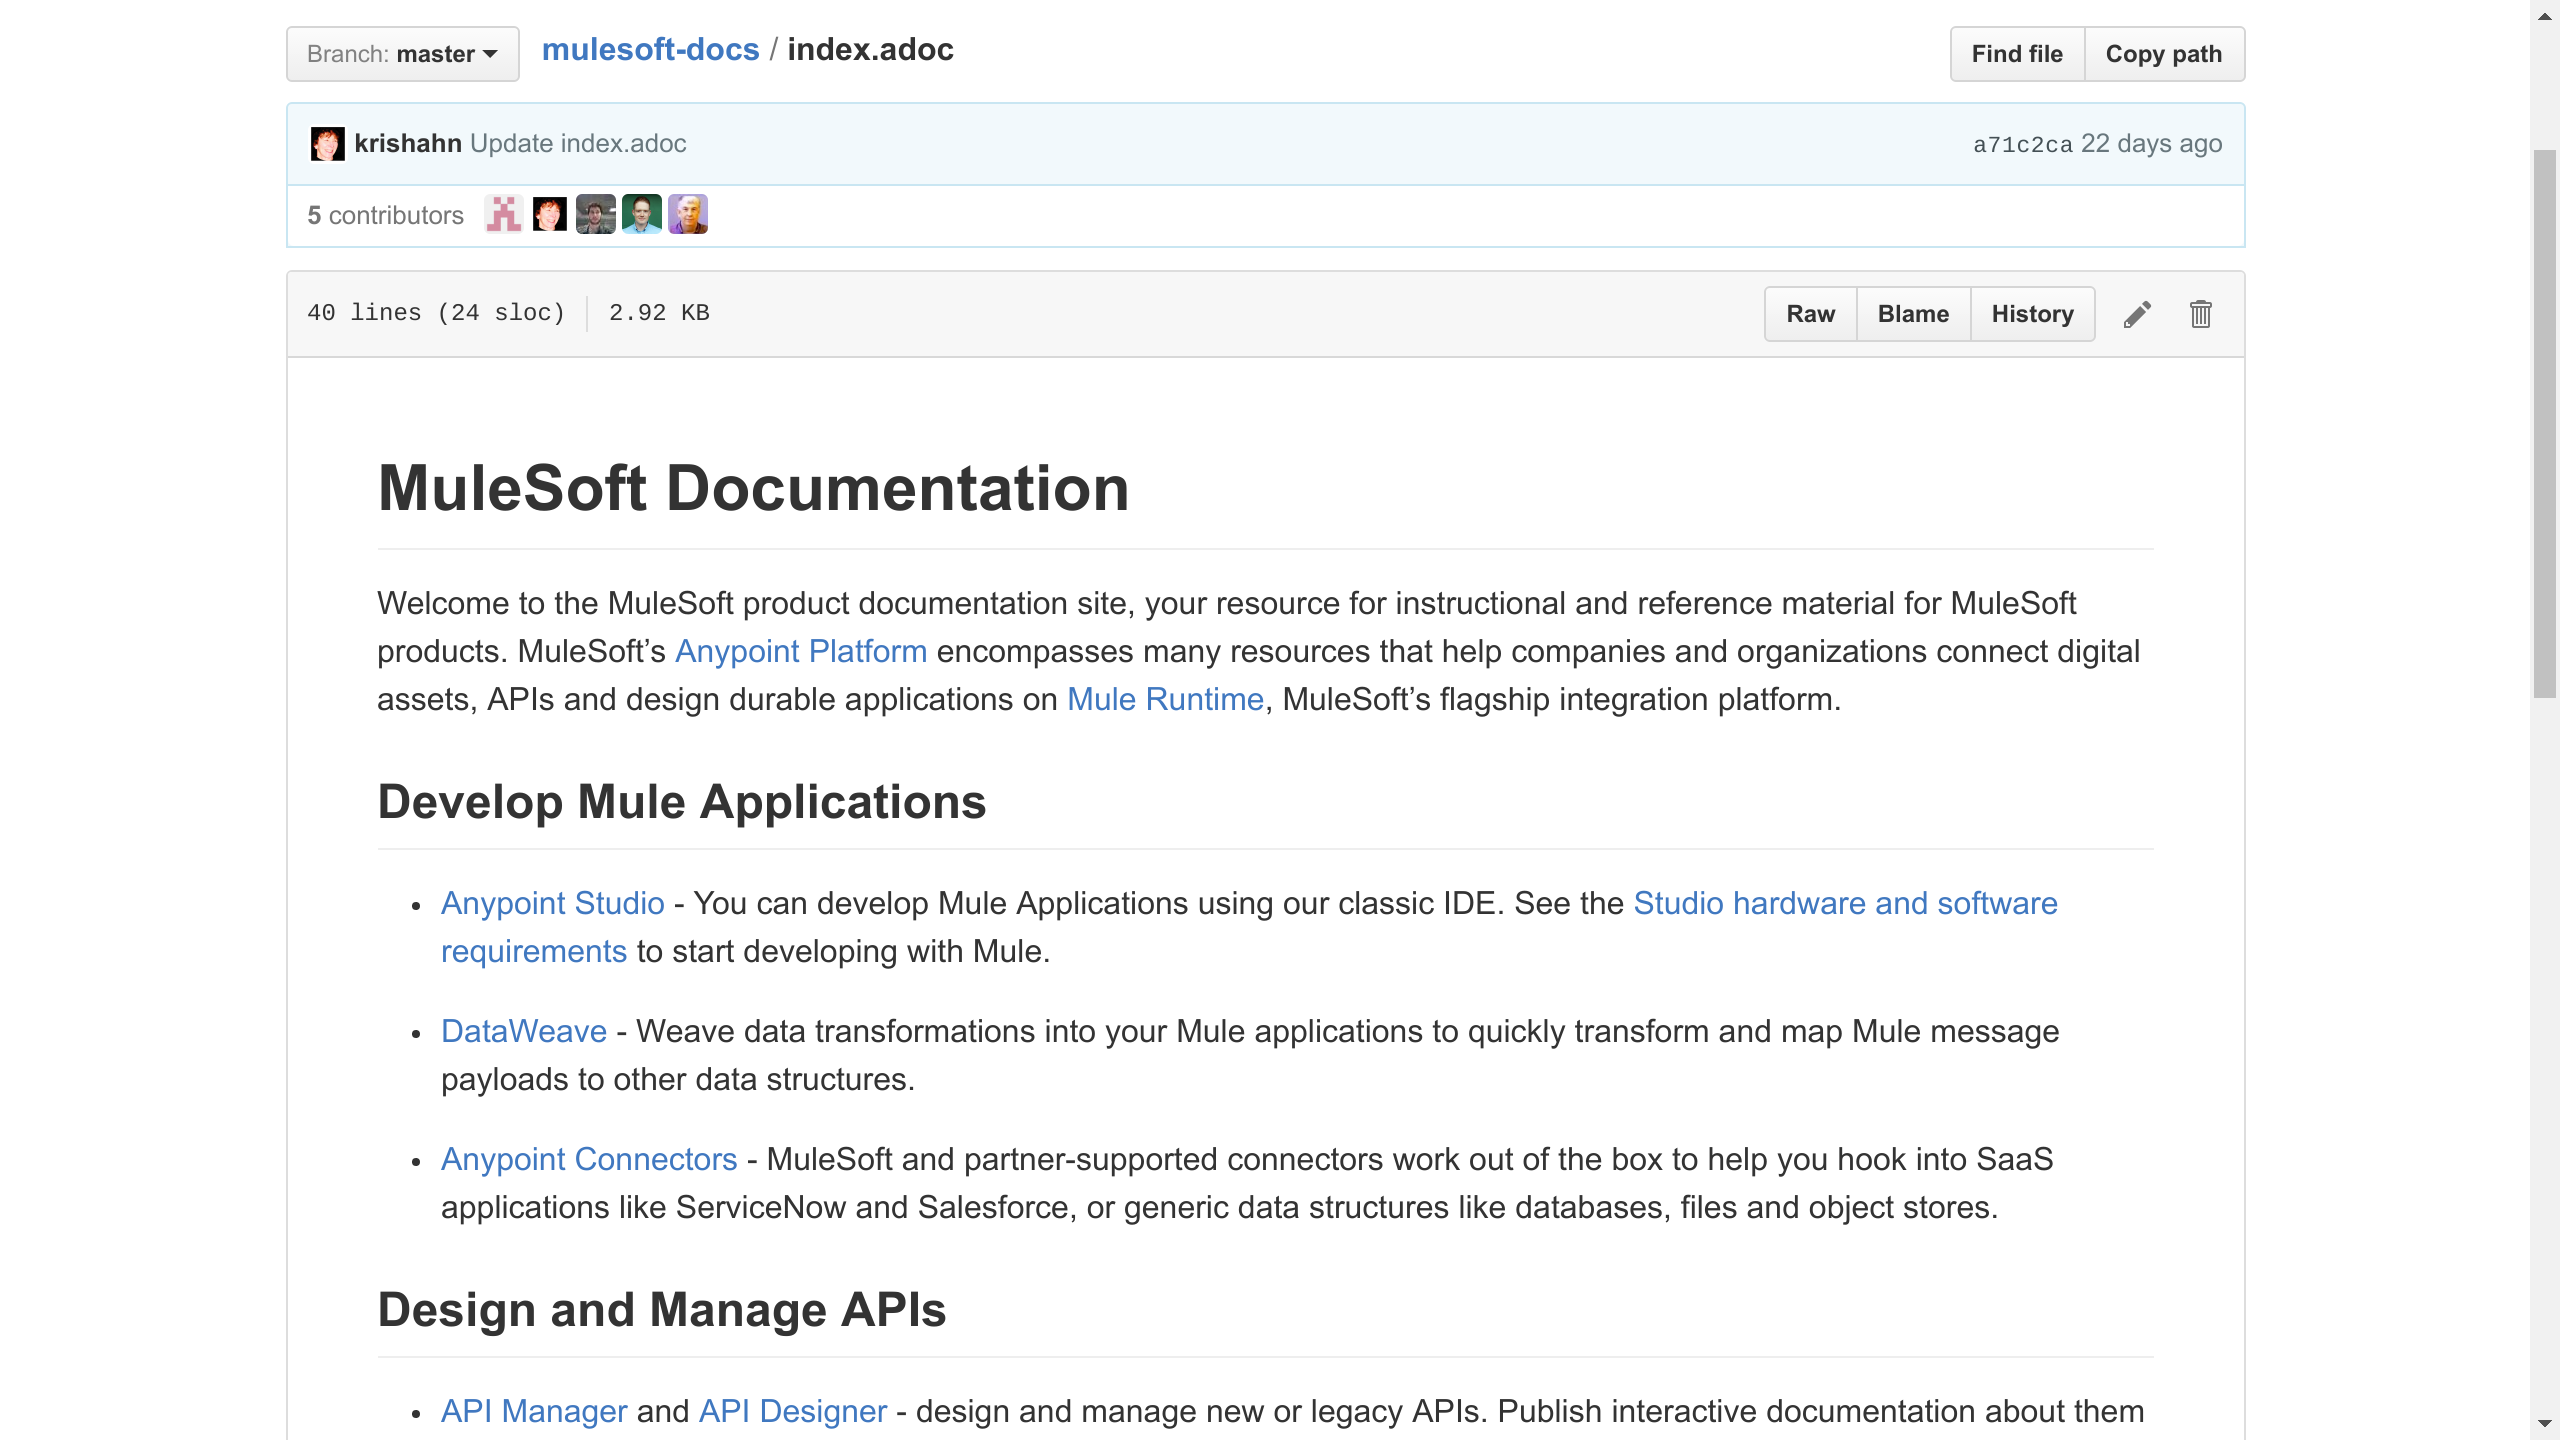 Branch: master
mulesoft-docs / index.adoc
Find file
Copy path
krishahn Update index.adoc
a71c2ca 22 days ago
5 contributors
40 lines (24 sloc)
2.92 KB
Raw
Blame
History
MuleSoft Documentation
Welcome to the MuleSoft product documentation site, your resource for instructional and reference material for MuleSoft
products. MuleSoft’s Anypoint Platform encompasses many resources that help companies and organizations connect digital
assets, APIs and design durable applications on Mule Runtime, MuleSoft’s flagship integration platform.
Develop Mule Applications
• Anypoint Studio - You can develop Mule Applications using our classic IDE. See the Studio hardware and software
requirements to start developing with Mule.
• DataWeave - Weave data transformations into your Mule applications to quickly transform and map Mule message
payloads to other data structures.
• Anypoint Connectors - MuleSoft and partner-supported connectors work out of the box to help you hook into SaaS
applications like ServiceNow and Salesforce, or generic data structures like databases, files and object stores.
Design and Manage APIs
• API Manager and API Designer - design and manage new or legacy APIs. Publish interactive documentation about them